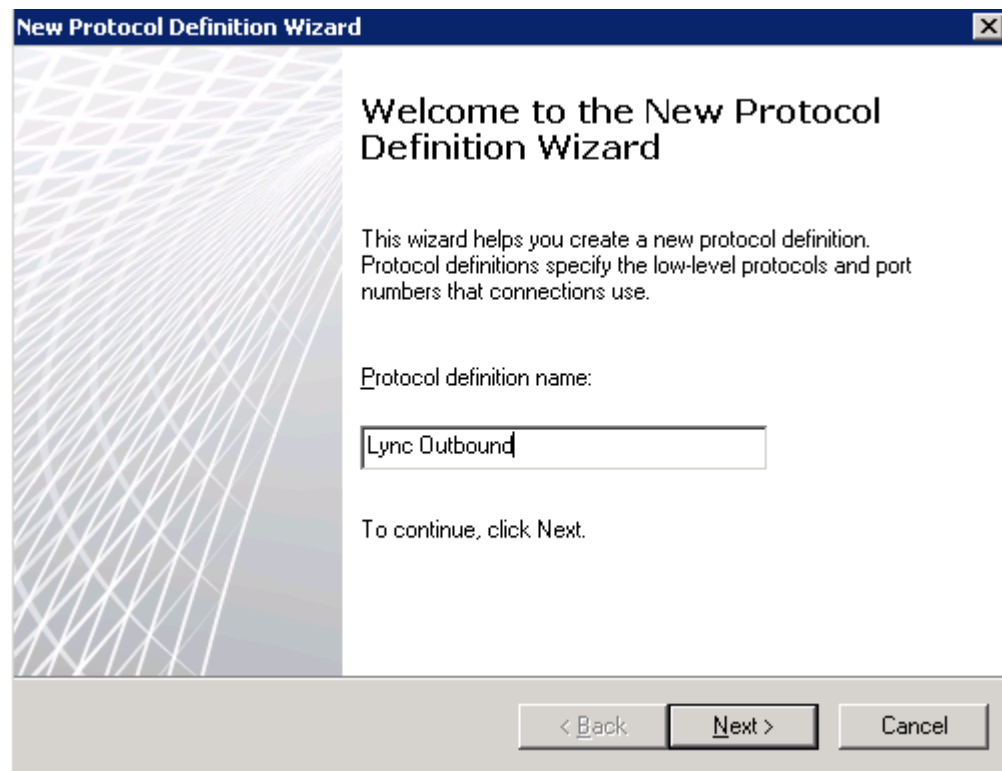 New Protocol Definition Wizard
Welcome to the New Protocol
Definition Wizard
This wizard helps you create a new protocol definition.
Protocol definitions specify the low-level protocols and port
numbers that connections use.
Protocol definition name:
Lync Outbound
To continue, click Next.
< Back
Next >
Cancel